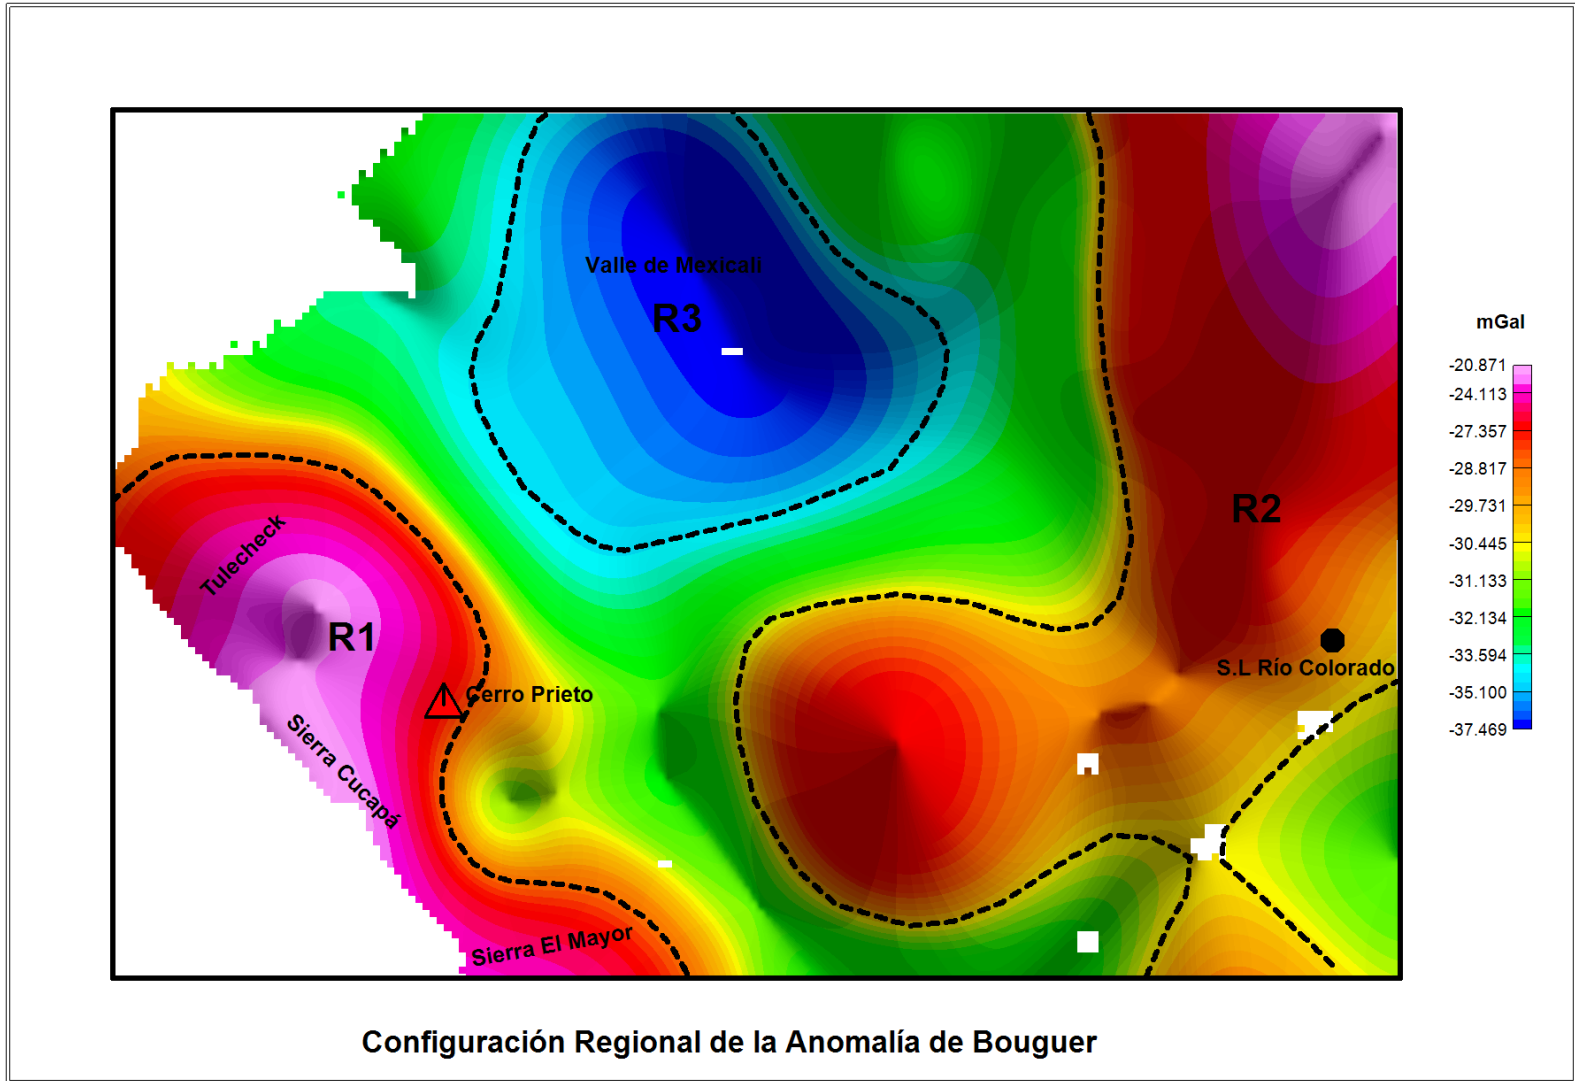 Valle de Mexicali
R3
mGal
-20.871
-24.113
-27.357
-28.817
-29.731
-30.445
-31.133
-32.134
-33.594
-35.100
-37.469
R2
Tulecheck
R1
S.L Río Colorado
Cerro Prieto
Sierra Cucapá
Sierra El Mayor
Configuración Regional de la Anomalía de Bouguer